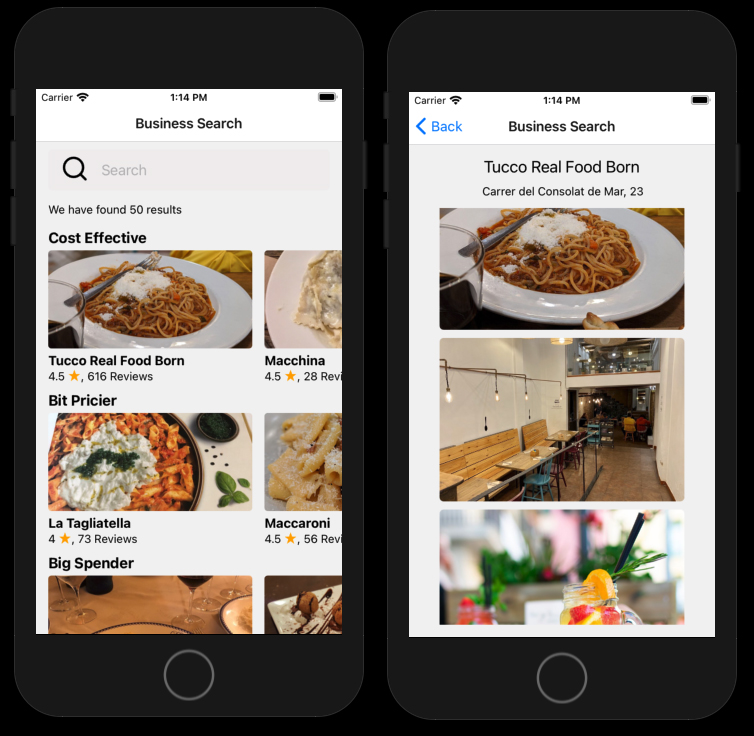 Carrier 1:14 PM
Business Search
Search
We have found 50 results
Cost Effective
Tucco Real Food Born
4.5 ★, 616 Reviews
Macchina
4.5 ★, 28 Revi
Bit Pricier
La Tagliatella
4 ★, 73 Reviews
Maccaroni
4.5 ★, 56 Revi
Big Spender
Carrier 1:14 PM
Back Business Search
Tucco Real Food Born
Carrer del Consolat de Mar, 23